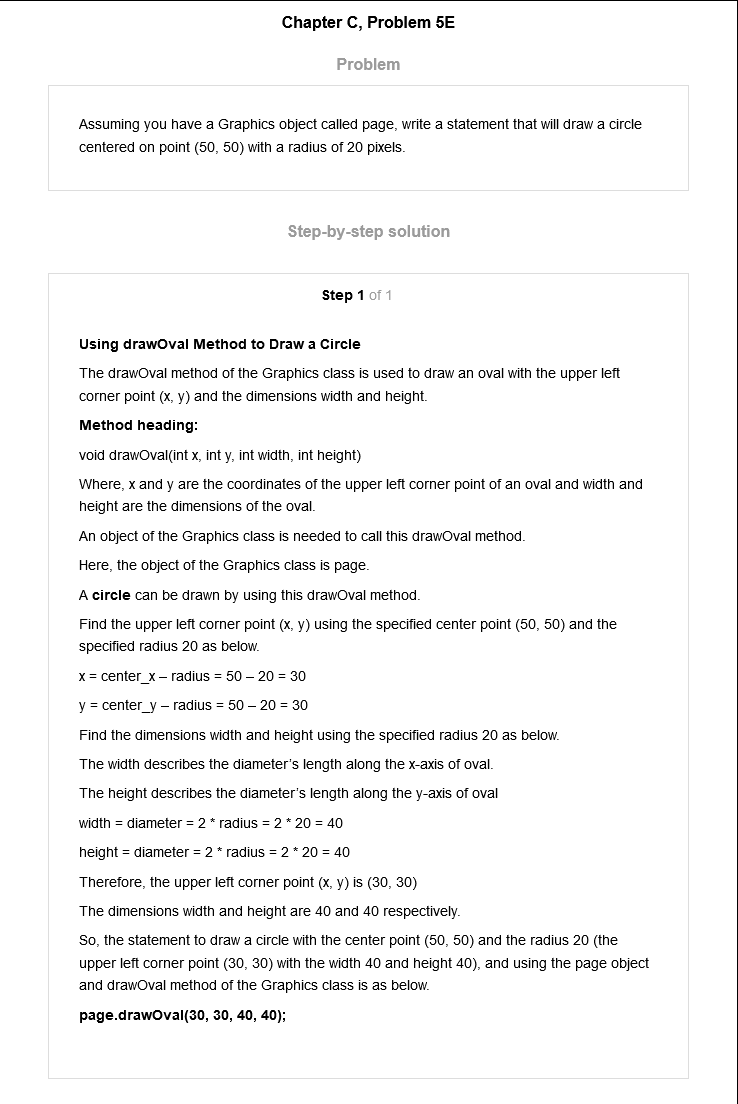 Chapter C, Problem 5E
Problem
Assuming you have a Graphics object called page, write a statement that will draw a circle
centered on point (50, 50) with a radius of 20 pixels.
Step-by-step solution
Step 1 of 1
Using drawOval Method to Draw a Circle
The drawOval method of the Graphics class is used to draw an oval with the upper left
corner point (x, y) and the dimensions width and height.
Method heading:
void drawOval(int x, int y, int width, int height)
Where, x and y are the coordinates of the upper left corner point of an oval and width and
height are the dimensions of the oval.
An object of the Graphics class is needed to call this drawOval method.
Here, the object of the Graphics class is page.
A circle can be drawn by using this drawOval method.
Find the upper left corner point (x, y) using the specified center point (50, 50) and the
specified radius 20 as below.
x = center_x – radius = 50 – 20 = 30
y = center_y – radius = 50 – 20 = 30
Find the dimensions width and height using the specified radius 20 as below.
The width describes the diameter’s length along the x-axis of oval.
The height describes the diameter’s length along the y-axis of oval
width = diameter = 2 * radius = 2 * 20 = 40
height = diameter = 2 * radius = 2 * 20 = 40
Therefore, the upper left corner point (x, y) is (30, 30)
The dimensions width and height are 40 and 40 respectively.
So, the statement to draw a circle with the center point (50, 50) and the radius 20 (the
upper left corner point (30, 30) with the width 40 and height 40), and using the page object
and drawOval method of the Graphics class is as below.
page.drawOval(30, 30, 40, 40);